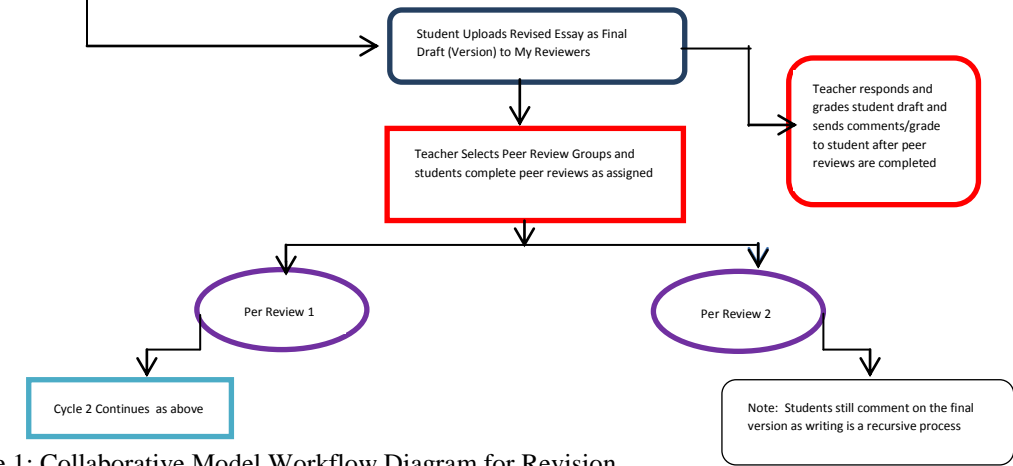 Student Uploads Revised Essay as Final
Draft (Version) to My Reviewers
Teacher responds and
grades student draft and
sends comments/grade
to student after peer
reviews are completed
Teacher Selects Peer Review Groups and
students complete peer reviews as assigned
Per Review 1
Per Review 2
Cycle 2 Continues as above
Note: Students still comment on the final
version as writing is a recursive process
e 1: Collaborative Model Workflow Diagram for Revision